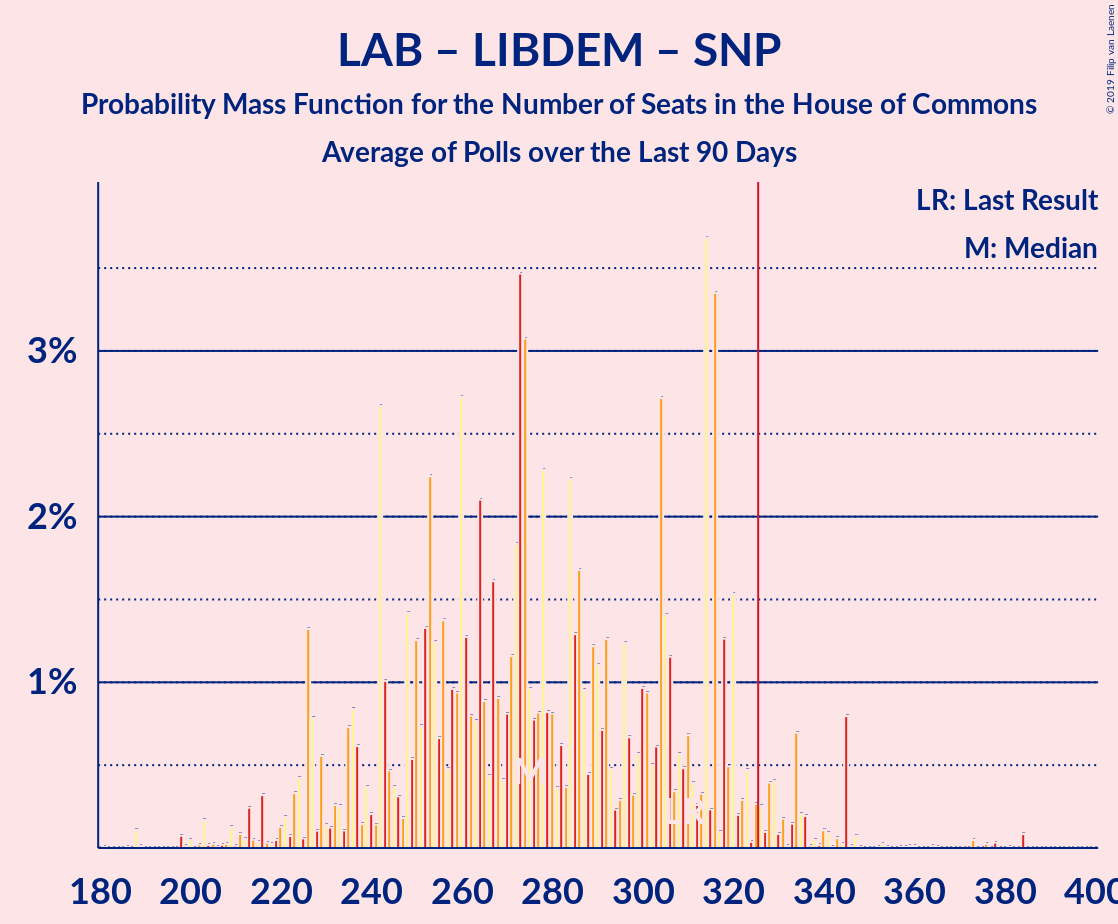 LAB – LIBDEM – SNP
Probability Mass Function for the Number of Seats in the House of Commons
Average of Polls over the Last 90 Days
© 2019 Filip van Laenen
LR: Last Result
M: Median
3%
2%
1%
M
LR
180 200 220 240 260 280 300 320 340 360 380 400